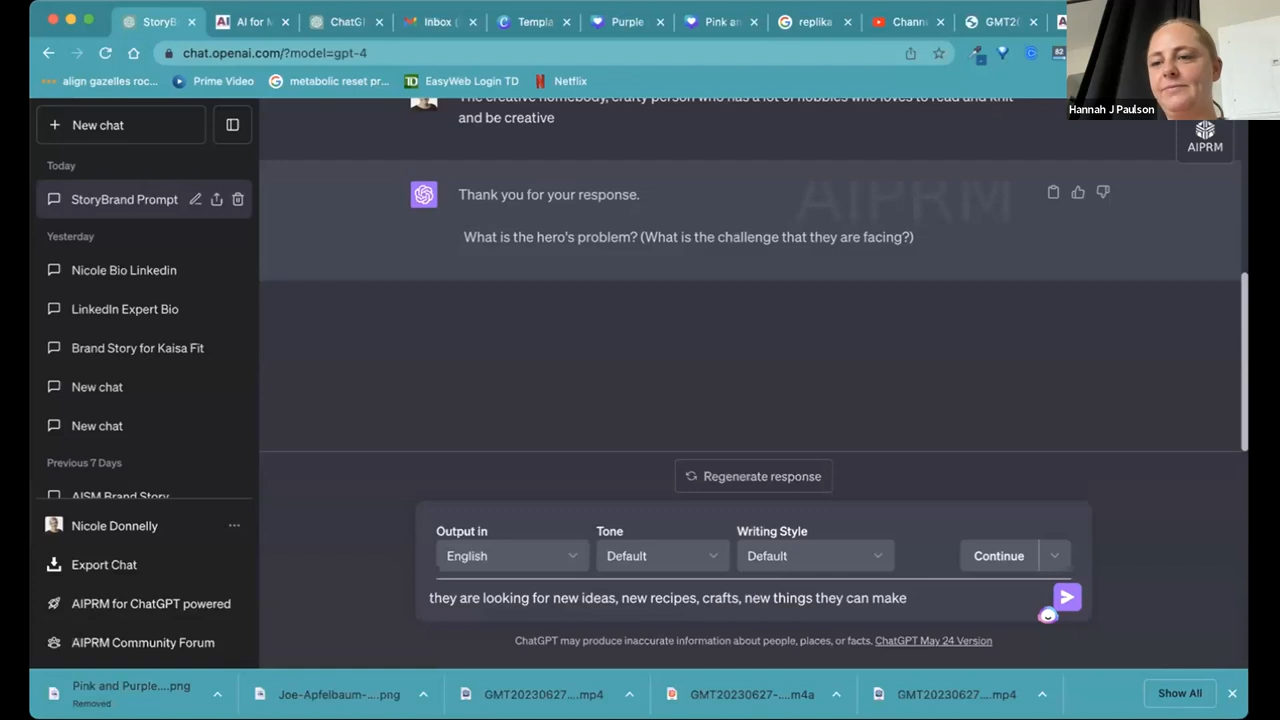 StoryB
AI for M
ChatG
Inbox (
Templa
Purple
Pink an
replika
Chann
GMT20
chat.openai.com/?model=gpt-4
82
align gazelles roc...
Prime Video
metabolic reset pr...
EasyWeb Login TD
Netflix
Hannah J Paulson
New chat
The creative homebody, crafty person who has a lot of hobbies who loves to read and knit
and be creative
AIPRM
Today
StoryBrand Prompt
Thank you for your response.
AIPRM
Yesterday
What is the hero's problem? (What is the challenge that they are facing?)
Nicole Bio Linkedin
LinkedIn Expert Bio
Brand Story for Kaisa Fit
New chat
New chat
Previous 7 Days
AISM Brand Story
Regenerate response
Nicole Donnelly
Output in
Tone
Writing Style
English
Default
Default
Continue
Export Chat
they are looking for new ideas, new recipes, crafts, new things they can make
AIPRM for ChatGPT powered
AIPRM Community Forum
ChatGPT may produce inaccurate information about people, places, or facts. ChatGPT May 24 Version
Pink and Purple....png
Removed
Joe-Apfelbaum-....png
GMT20230627....mp4
GMT20230627-....m4a
GMT20230627....mp4
Show All